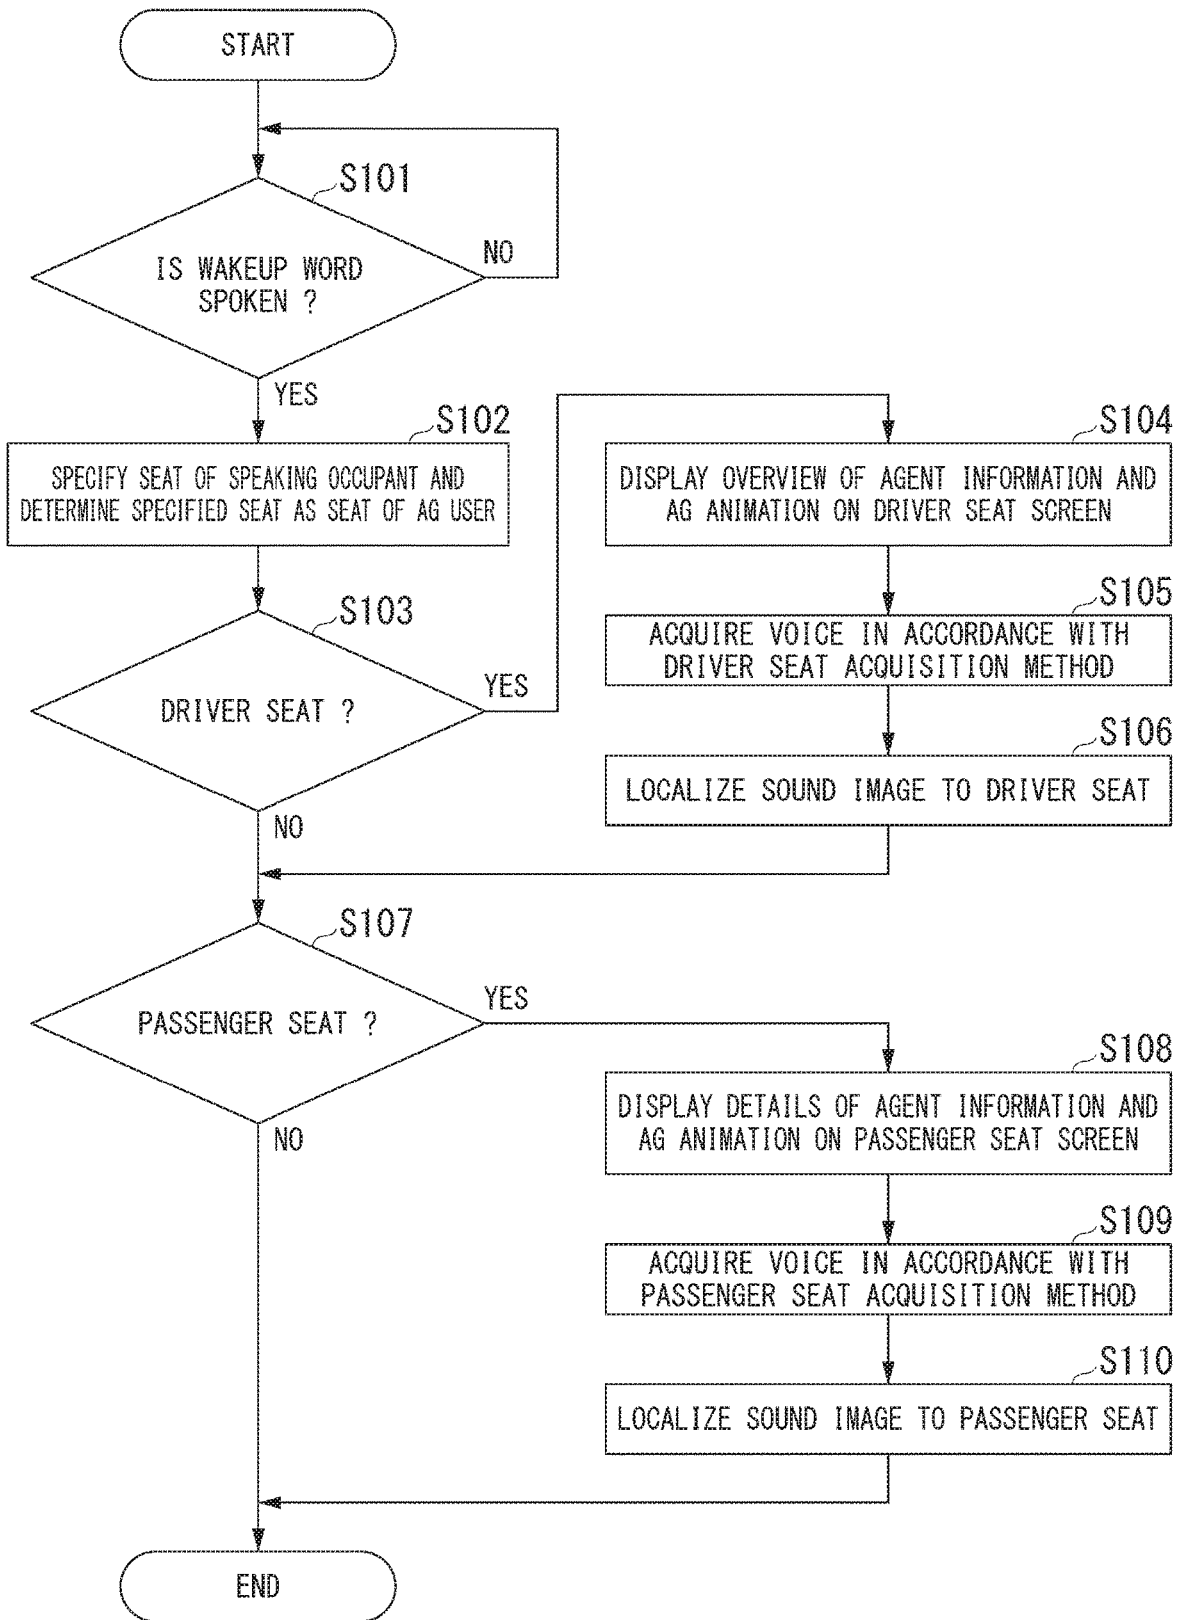 START
S101
IS WAKEUP WORD
SPOKEN ?
NO
YES
S102
SPECIFY SEAT OF SPEAKING OCCUPANT AND
DETERMINE SPECIFIED SEAT AS SEAT OF AG USER
S103
DRIVER SEAT ?
YES
NO
S104
DISPLAY OVERVIEW OF AGENT INFORMATION AND
AG ANIMATION ON DRIVER SEAT SCREEN
S105
ACQUIRE VOICE IN ACCORDANCE WITH
DRIVER SEAT ACQUISITION METHOD
S106
LOCALIZE SOUND IMAGE TO DRIVER SEAT
S107
PASSENGER SEAT ?
YES
NO
S108
DISPLAY DETAILS OF AGENT INFORMATION AND
AG ANIMATION ON PASSENGER SEAT SCREEN
S109
ACQUIRE VOICE IN ACCORDANCE WITH
PASSENGER SEAT ACQUISITION METHOD
S110
LOCALIZE SOUND IMAGE TO PASSENGER SEAT
END